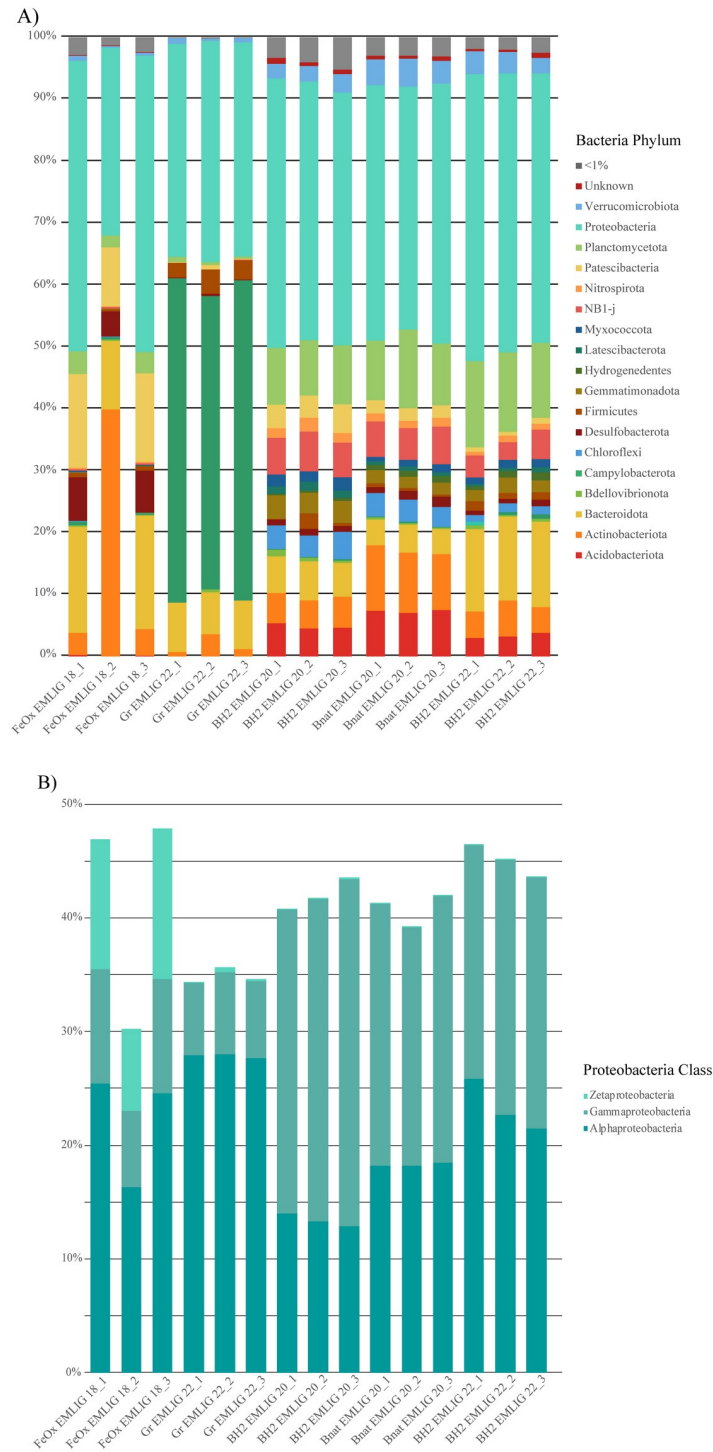 A)
100%
90%
80%
70%
60%
50%
40%
30%
20%
10%
0%
FeOx EMLIG 18_1
FeOx EMLIG 18_2
FeOx EMLIG 18_3
Gr EMLIG 22_1
Gr EMLIG 22_2
Gr EMLIG 22_3
BH2 EMLIG 20_1
BH2 EMLIG 20_2
BH2 EMLIG 20_3
Bnat EMLIG 20_1
Bnat EMLIG 20_2
Bnat EMLIG 20_3
BH2 EMLIG 22_1
BH2 EMLIG 22_2
BH2 EMLIG 22_3
Bacteria Phylum
<1%
Unknown
Verrucomicrobiota
Proteobacteria
Planctomycetota
Patescibacteria
Nitrospirota
NB1-j
Myxococcota
Latescibacterota
Hydrogenedentes
Gemmatimonadota
Firmicutes
Desulfobacterota
Chloroflexi
Campylobacterota
Bdellovibrionota
Bacteroidota
Actinobacteriota
Acidobacteriota
B)
50%
40%
30%
20%
10%
0%
FeOx EMLIG 18_1
FeOx EMLIG 18_2
FeOx EMLIG 18_3
Gr EMLIG 22_1
Gr EMLIG 22_2
Gr EMLIG 22_3
BH2 EMLIG 20_1
BH2 EMLIG 20_2
BH2 EMLIG 20_3
Bnat EMLIG 20_1
Bnat EMLIG 20_2
Bnat EMLIG 20_3
BH2 EMLIG 22_1
BH2 EMLIG 22_2
BH2 EMLIG 22_3
Proteobacteria Class
Zetaproteobacteria
Gammaproteobacteria
Alphaproteobacteria